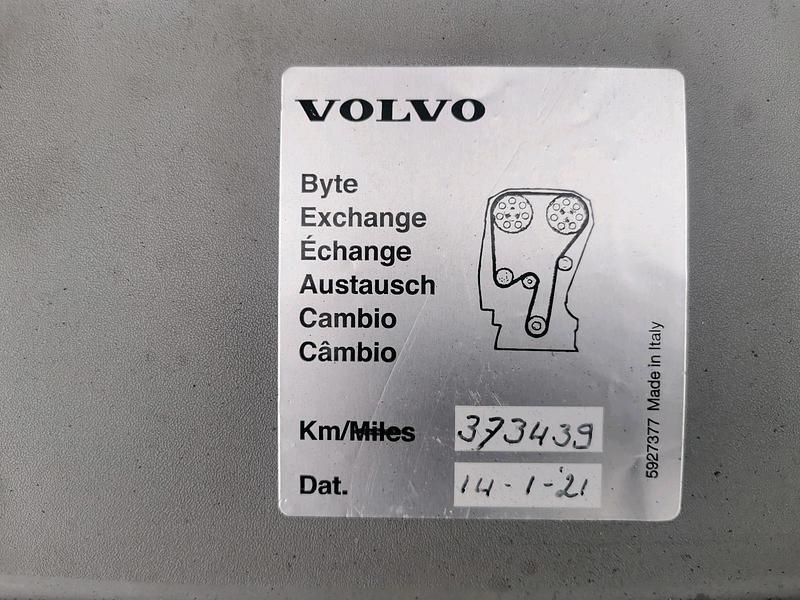 VOLVO
Byte
Exchange
Échange
Austausch
Cambio
Câmbio
Km/Miles 373439
Dat. 14-1-21
5927377 Made in Italy